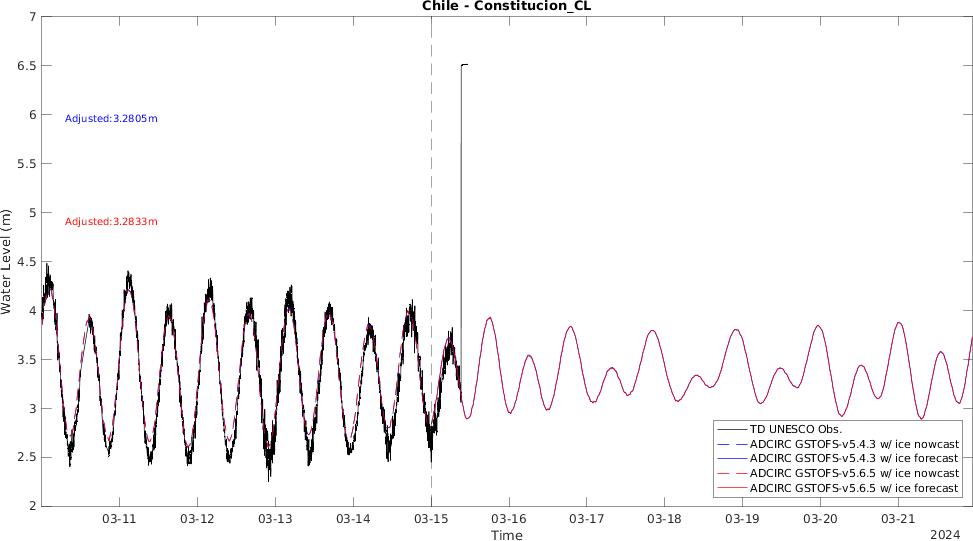 Chile - Constitucion_CL
7
6.5
6
5.5
5
4.5
4
3.5
3
2.5
2
Water Level (m)
Adjusted:3.2805m
Adjusted:3.2833m
TD UNESCO Obs.
ADCIRC GSTOFS-v5.4.3 w/ ice nowcast
ADCIRC GSTOFS-v5.4.3 w/ ice forecast
ADCIRC GSTOFS-v5.6.5 w/ ice nowcast
ADCIRC GSTOFS-v5.6.5 w/ ice forecast
03-11 03-12 03-13 03-14 03-15 03-16 03-17 03-18 03-19 03-20 03-21
Time
2024